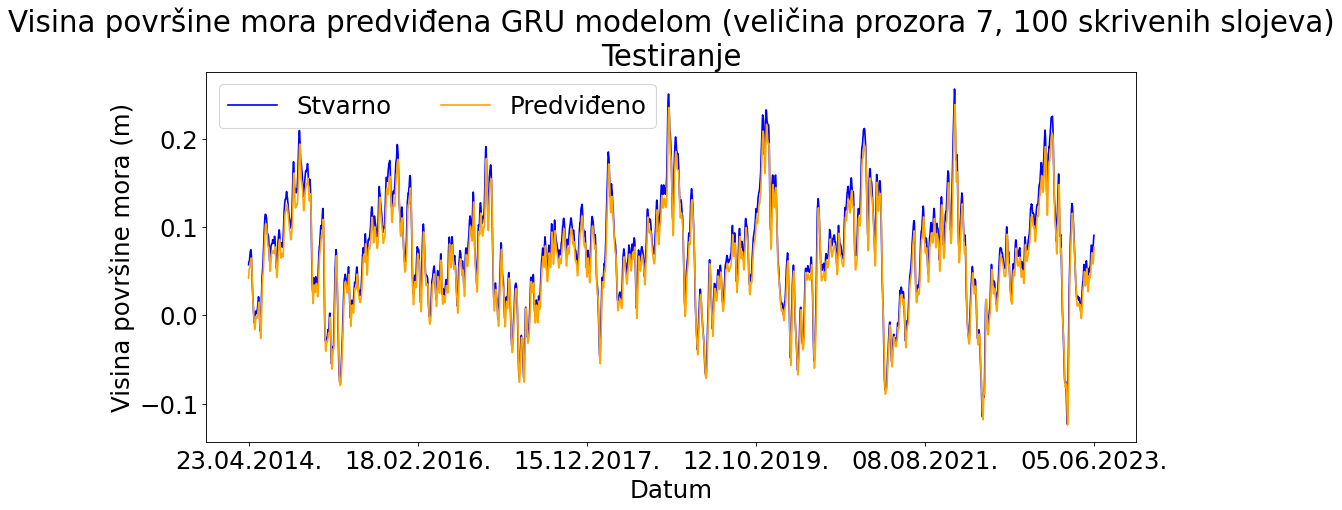 Visina površine mora predviđena GRU modelom (veličina prozora 7, 100 skrivenih slojeva)
Testiranje
Stvarno Predviđeno
Visina površine mora (m)
0.2
0.1
0.0
−0.1
23.04.2014. 18.02.2016. 15.12.2017. 12.10.2019. 08.08.2021. 05.06.2023.
Datum